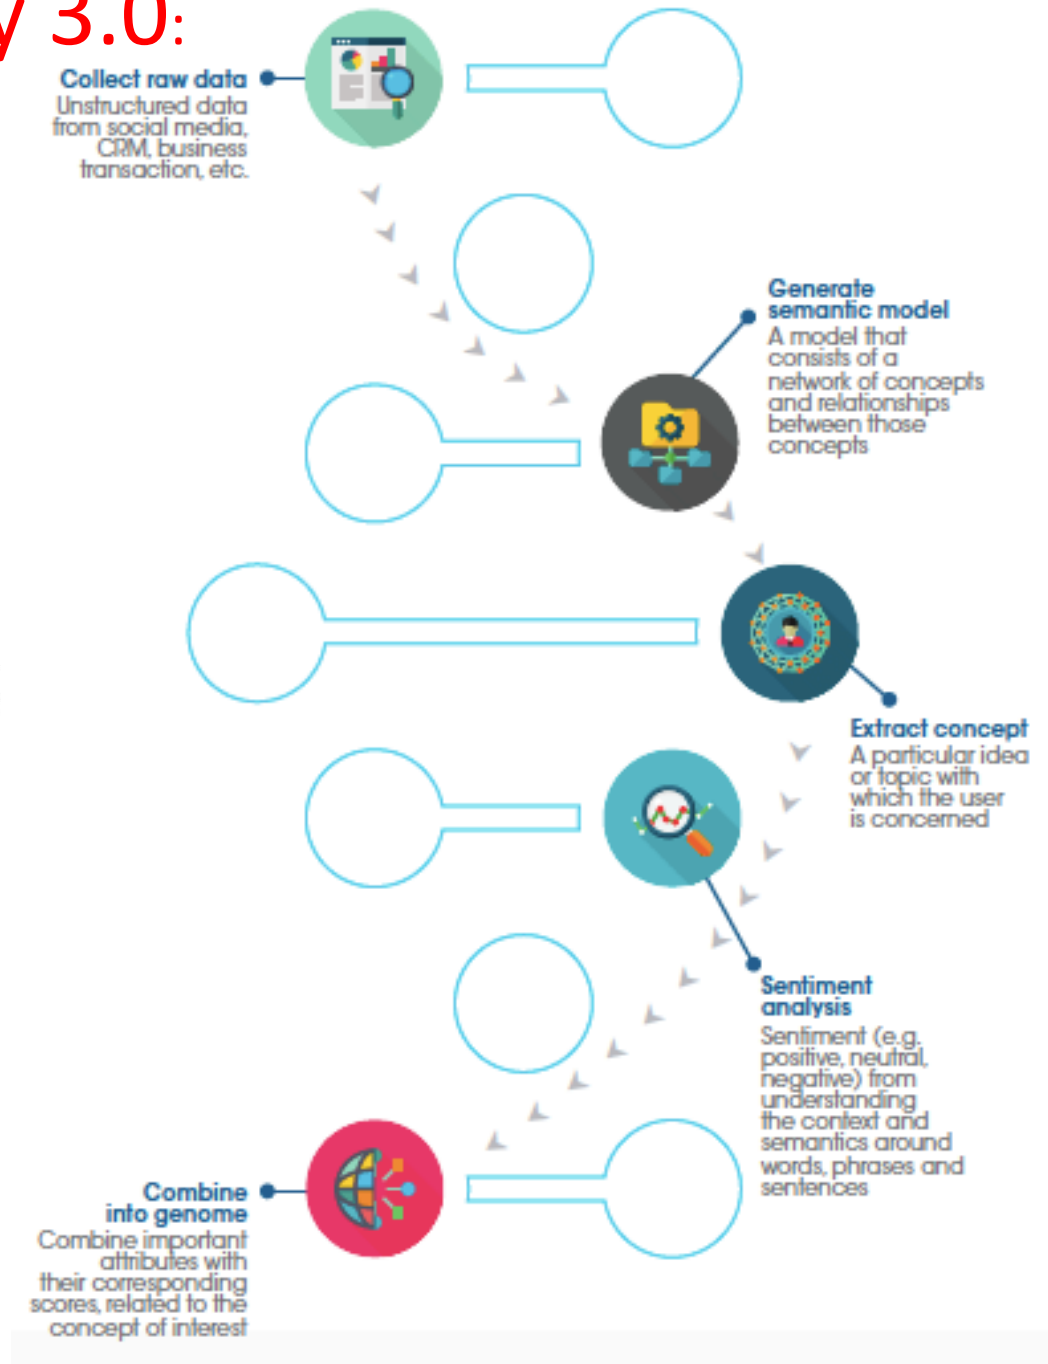 y 3.0:
Collect raw data
Unstructured data
from social media,
CRM, business
transaction, etc.
Generate
semantic model
A model that
consists of a
network of concepts
and relationships
between those
concepts
Extract concept
A particular idea
or topic with
which the user
is concerned
Sentiment
analysis
Sentiment (e.g.
positive, neutral,
negative) from
understanding
the context and
semantics around
words, phrases and
sentences
Combine
into genome
Combine important
attributes with
their corresponding
scores, related to the
concept of interest